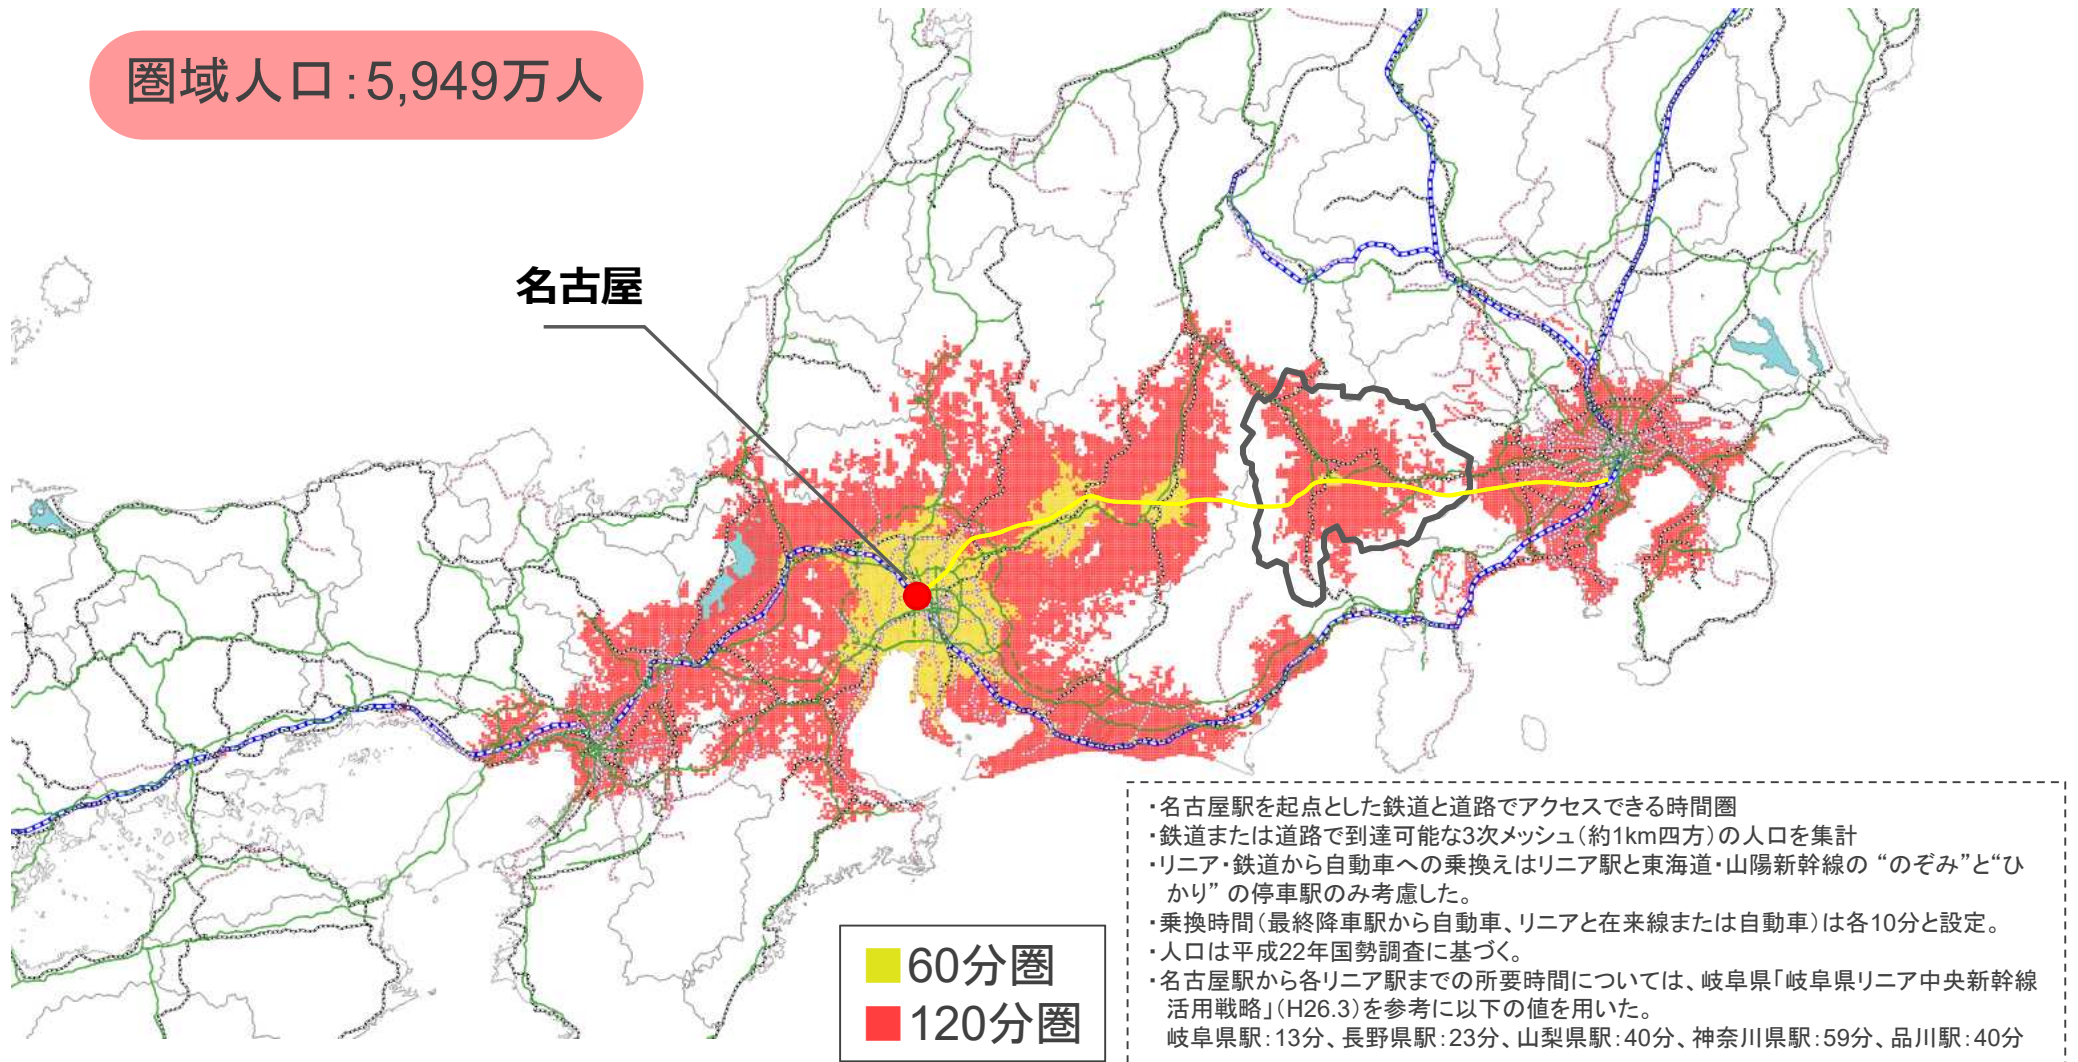 圏域人口：5,949万人
名古屋
・名古屋駅を起点とした鉄道と道路でアクセスできる時間圏
・鉄道または道路で到達可能な3次メッシュ（約1km四方）の人口を集計
・リニア・鉄道から自動車への乗換えはリニア駅と東海道・山陽新幹線の “のぞみ”と“ひ
かり” の停車駅のみ考慮した。
・乗換時間（最終降車駅から自動車、リニアと在来線または自動車）は各10分と設定。
・人口は平成22年国勢調査に基づく。
・名古屋駅から各リニア駅までの所要時間については、岐阜県「岐阜県リニア中央新幹線
活用戦略」（H26.3）を参考に以下の値を用いた。
岐阜県駅：13分、長野県駅：23分、山梨県駅：40分、神奈川県駅：59分、品川駅：40分
60分圏
120分圏